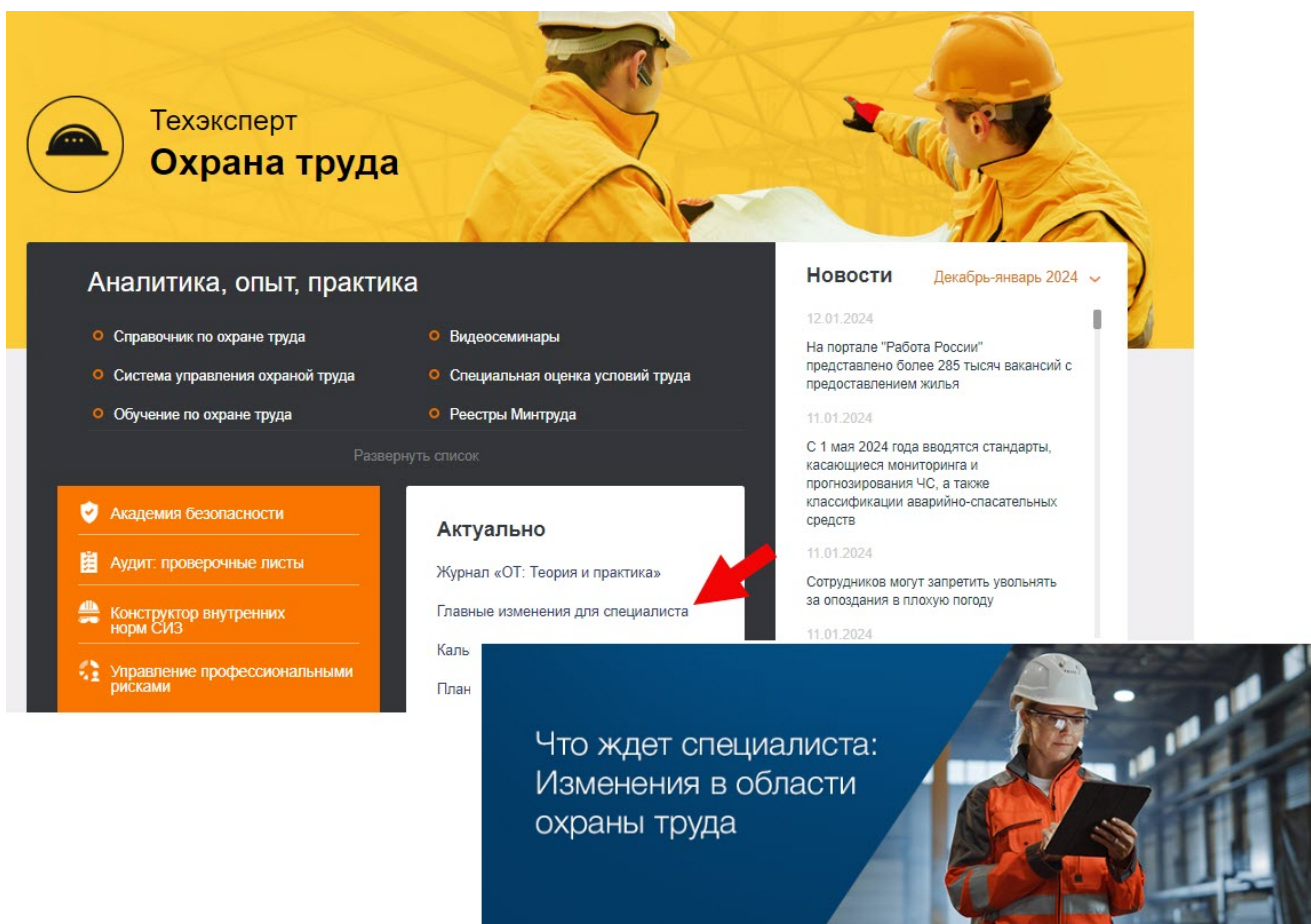 Техэксперт
Охрана труда
Аналитика, опыт, практика
Справочник по охране труда
Видеосеминары
Система управления охраной труда
Специальная оценка условий труда
Обучение по охране труда
Реестры Минтруда
Развернуть список
Академия безопасности
Аудит: проверочные листы
Конструктор внутренних
норм СИЗ
Управление профессиональными
рисками
Актуально
Журнал «ОТ: Теория и практика»
Главные изменения для специалиста
Каль
План
Новости
Декабрь-январь 2024
12.01.2024
На портале "Работа России"
представлено более 285 тысяч вакансий с
предоставлением жилья
11.01.2024
С 1 мая 2024 года вводятся стандарты,
касающиеся мониторинга и
прогнозирования ЧС, а также
классификации аварийно-спасательных
средств
11.01.2024
Сотрудников могут запретить увольнять
за опоздания в плохую погоду
11.01.2024
Что ждет специалиста:
Изменения в области
охраны труда